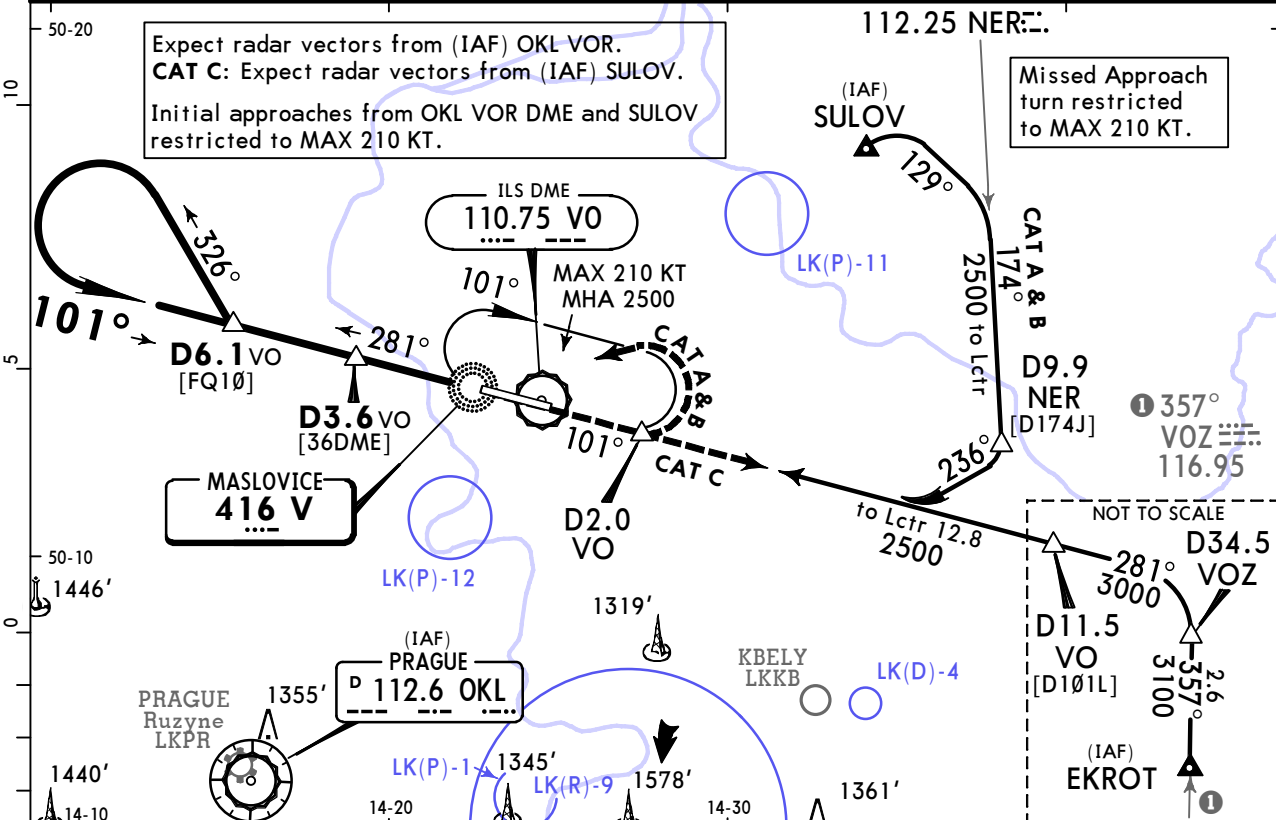 50-20
Expect radar vectors from (IAF) OKL VOR.
CAT C: Expect radar vectors from (IAF) SULOV.
Initial approaches from OKL VOR DME and SULOV
restricted to MAX 210 KT.
112.25 NER
Missed Approach
turn restricted
to MAX 210 KT.
(IAF)
SULOV
129°
CAT A & B
174°
2500 to Lctr
10
ILS DME
110.75 VO
LK(P)-11
326°
101°
MAX 210 KT
MHA 2500
101°
281°
CAT A & B
D6.1 VO
[FQ1Ø]
D3.6 VO
[36DME]
5
D9.9
NER
[D174J]
1 357°
VOZ
116.95
236°
101°
CAT C
MASLOVICE
416 V
D2.0
VO
to Lctr 12.8
2500
NOT TO SCALE
D34.5
VOZ
281°
3000
50-10
LK(P)-12
1446'
1319'
D11.5
VO
[D1Ø1L]
0
(IAF)
PRAGUE
D 112.6 OKL
KBELY
LKKB
LK(D)-4
2.6
357°
3100
PRAGUE
Ruzyne
LKPR
1355'
(IAF)
EKROT
1440'
LK(P)-1
1345'
LK(R)-9
1578'
1361'
1
14-10
14-20
14-30